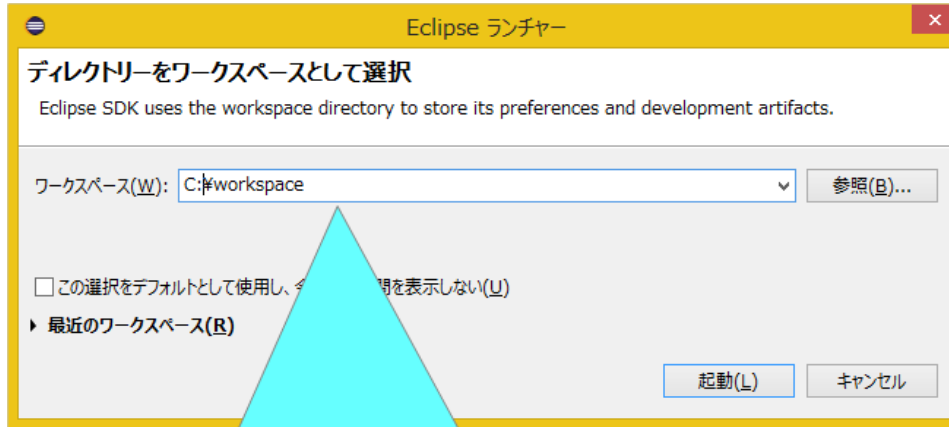 Eclipse ランチャー
ディレクトリーをワークスペースとして選択
Eclipse SDK uses the workspace directory to store its preferences and development artifacts.
ワークスペース(W): C:¥workspace 参照(B)...
この選択をデフォルトとして使用し、 を表示しない(U)
最近のワークスペース(R)
起動(L) キャンセル